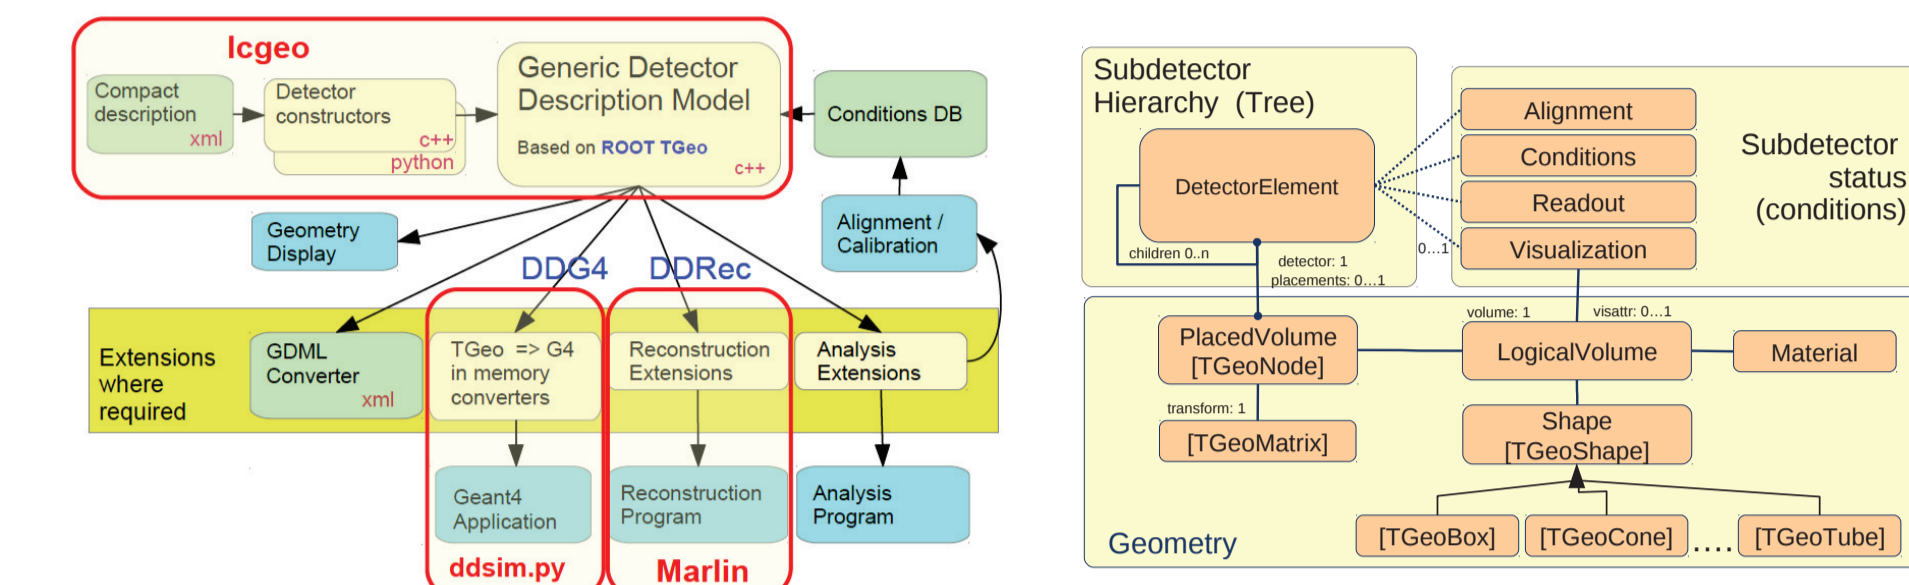 lcgeo
Compact
description
xml
Detector
constructors
c++
python
Generic Detector
Description Model
Based on ROOT TGeo
c++
Conditions DB
Geometry
Display
Alignment /
Calibration
DDG4
DDRec
Extensions
where
required
GDML
Converter
xml
TGeo => G4
in memory
converters
Reconstruction
Extensions
Analysis
Extensions
Geant4
Application
Reconstruction
Program
Analysis
Program
ddsim.py
Marlin
Subdetector
Hierarchy (Tree)
DetectorElement
children 0..n
detector: 1
placements: 0…1
0…1
Alignment
Conditions
Readout
Visualization
Subdetector
status
(conditions)
PlacedVolume
[TGeoNode]
volume: 1
visattr: 0…1
LogicalVolume
Material
transform: 1
[TGeoMatrix]
Shape
[TGeoShape]
[TGeoBox]
[TGeoCone]
....
[TGeoTube]
Geometry